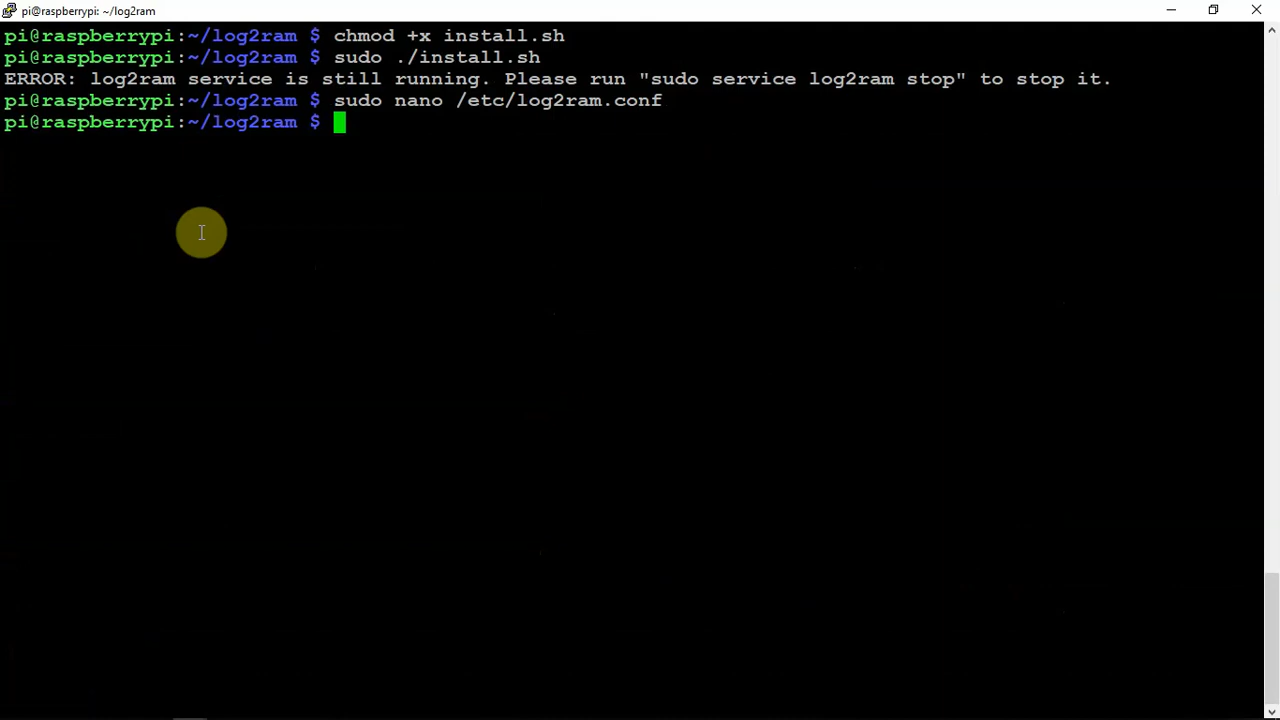 pi@raspberrypi: ~/log2ram
pi@raspberrypi:~/log2ram $ chmod +x install.sh
pi@raspberrypi:~/log2ram $ sudo ./install.sh
ERROR: log2ram service is still running. Please run "sudo service log2ram stop" to stop it.
pi@raspberrypi:~/log2ram $ sudo nano /etc/log2ram.conf
pi@raspberrypi:~/log2ram $